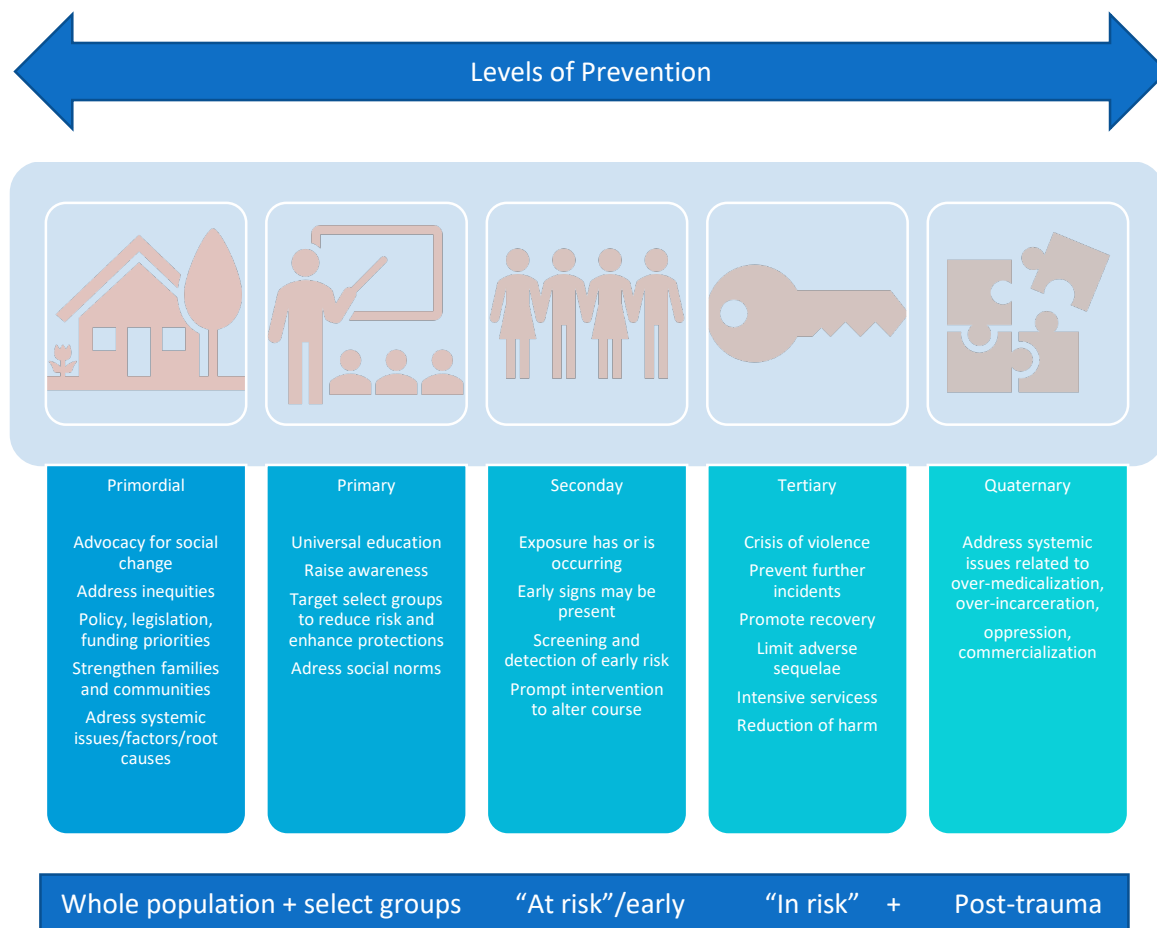 Levels of Prevention
Primordial
Advocacy for social
change
Address inequities
Policy, legislation,
funding priorities
Strengthen families
and communities
Adress systemic
issues/factors/root
causes
Primary
Universal education
Raise awareness
Target select groups
to reduce risk and
enhance protections
Adress social norms
Seconday
Exposure has or is
occurring
Early signs may be
present
Screening and
detection of early risk
Prompt intervention
to alter course
Tertiary
Crisis of violence
Prevent further
incidents
Promote recovery
Limit adverse
sequelae
Intensive servicess
Reduction of harm
Quaternary
Address systemic
issues related to
over-medicalization,
over-incarceration,
oppression,
commercialization
Whole population + select groups “At risk”/early “In risk” + Post-trauma